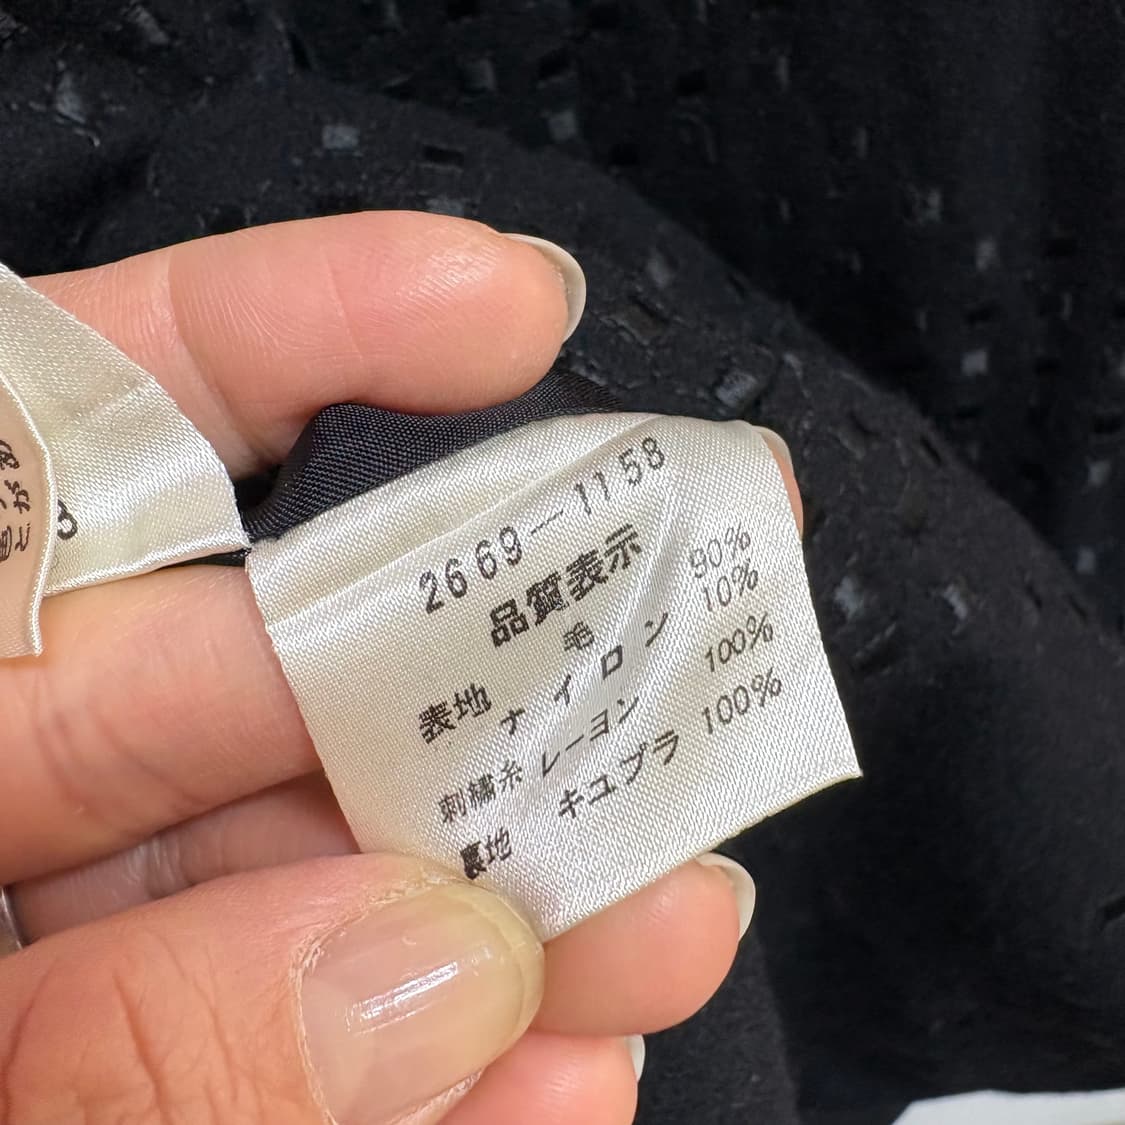 2669-1158
品質表示
表地 毛 90%
ナイロン 10%
刺繍糸 レーヨン 100%
裏地 キュプラ 100%
3